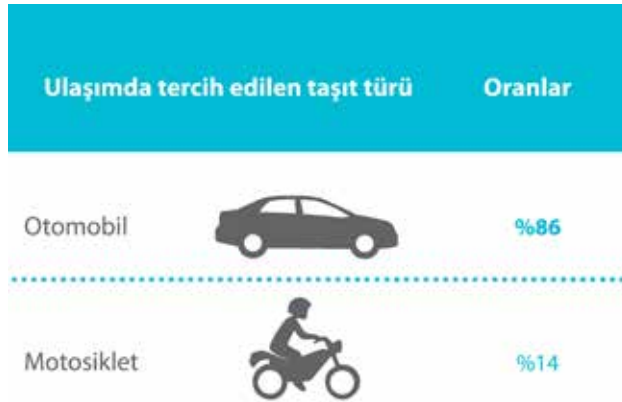 Ulaşımda tercih edilen taşıt türü Oranlar
Otomobil %86
Motosiklet %14